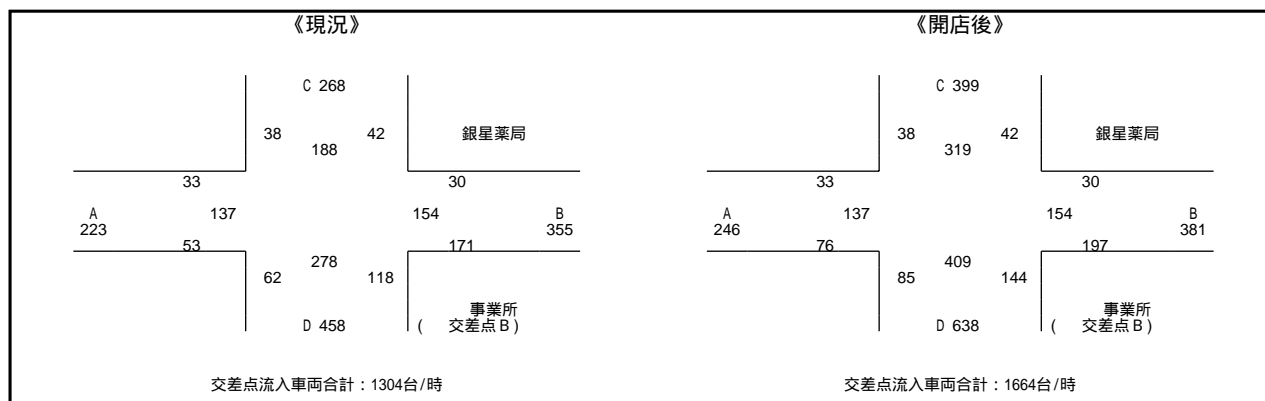 《現況》
C 268
38 42 銀星薬局
188
33 30
A 137 154 B
223 355
53 171
278
62 118
事業所
D 458 ( 交差点B)
交差点流入車両合計:1304台/時
《開店後》
C 399
38 42 銀星薬局
319
33 30
A 137 154 B
246 381
76 197
409
85 144
事業所
D 638 ( 交差点B)
交差点流入車両合計:1664台/時